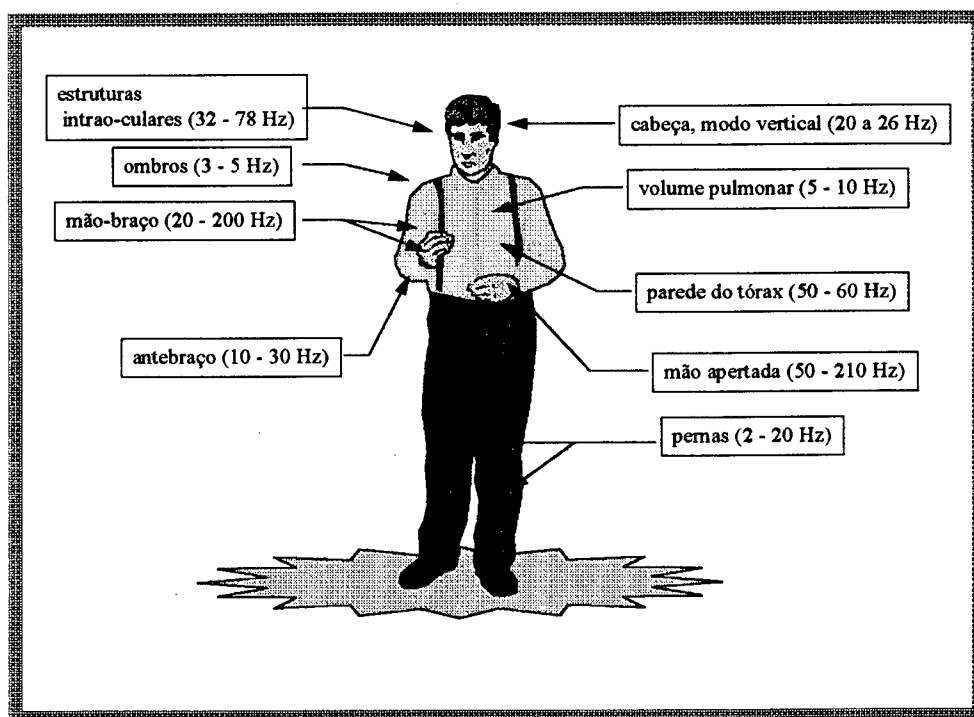 estruturas
intrao-culares (32 - 78 Hz)
ombros (3 - 5 Hz)
mão-braço (20 - 200 Hz)
antebraço (10 - 30 Hz)
cabeça, modo vertical (20 a 26 Hz)
volume pulmonar (5 - 10 Hz)
parede do tórax (50 - 60 Hz)
mão apertada (50 - 210 Hz)
pernas (2 - 20 Hz)